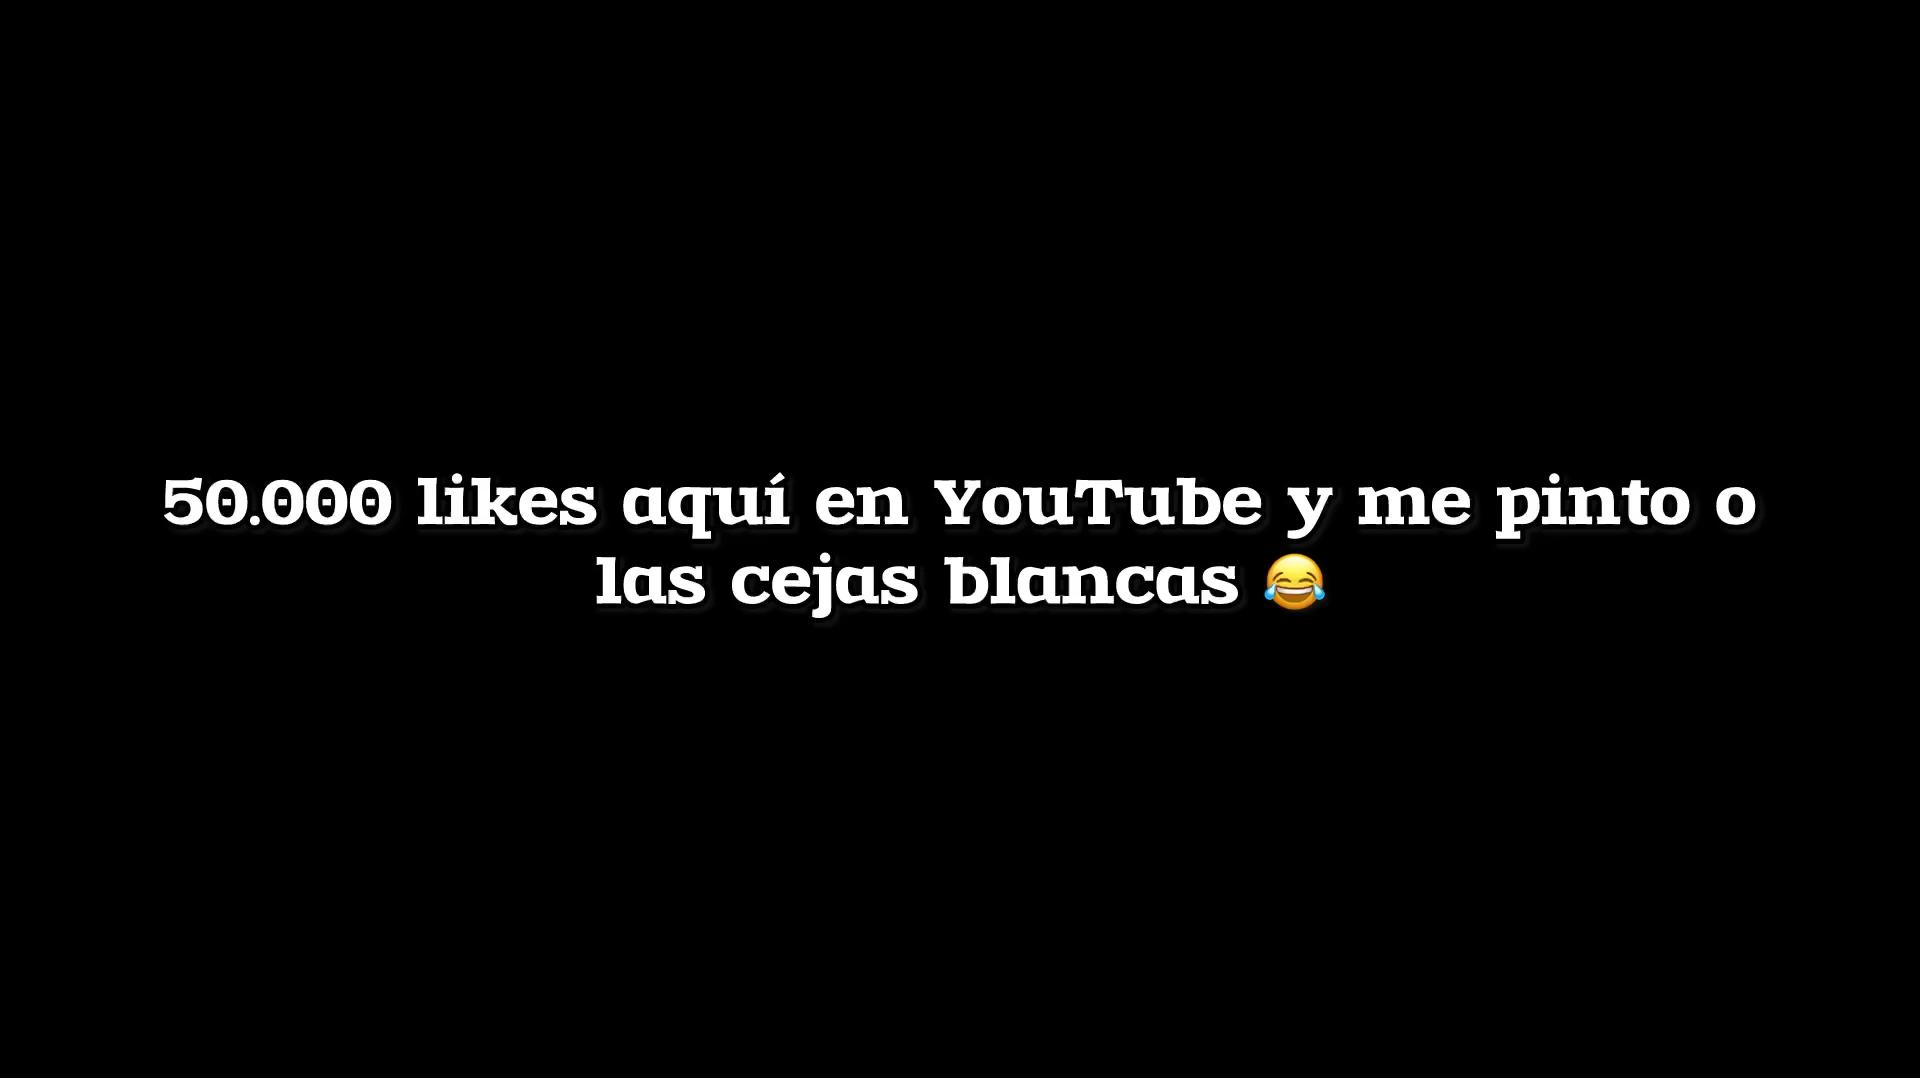 50.000 likes aquí en YouTube y me pinto o
las cejas blancas 😂